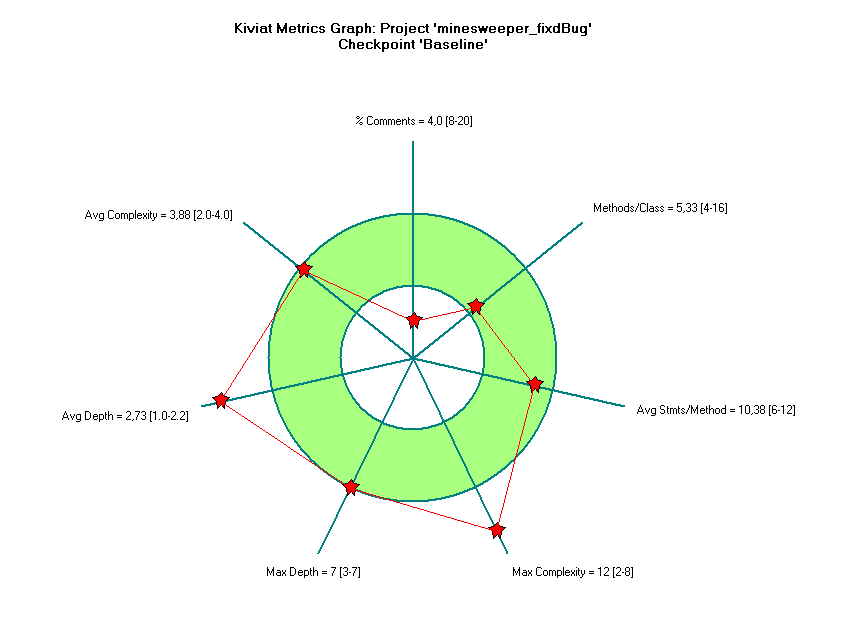 Kiviat Metrics Graph: Project 'minesweeper_fixdBug'
Checkpoint 'Baseline'
% Comments = 4,0 [8-20]
Methods/Class = 5,33 [4-16]
Avg Complexity = 3,88 [2.0-4.0]
Avg Stmts/Method = 10,38 [6-12]
Avg Depth = 2,73 [1.0-2.2]
Max Depth = 7 [3-7]
Max Complexity = 12 [2-8]